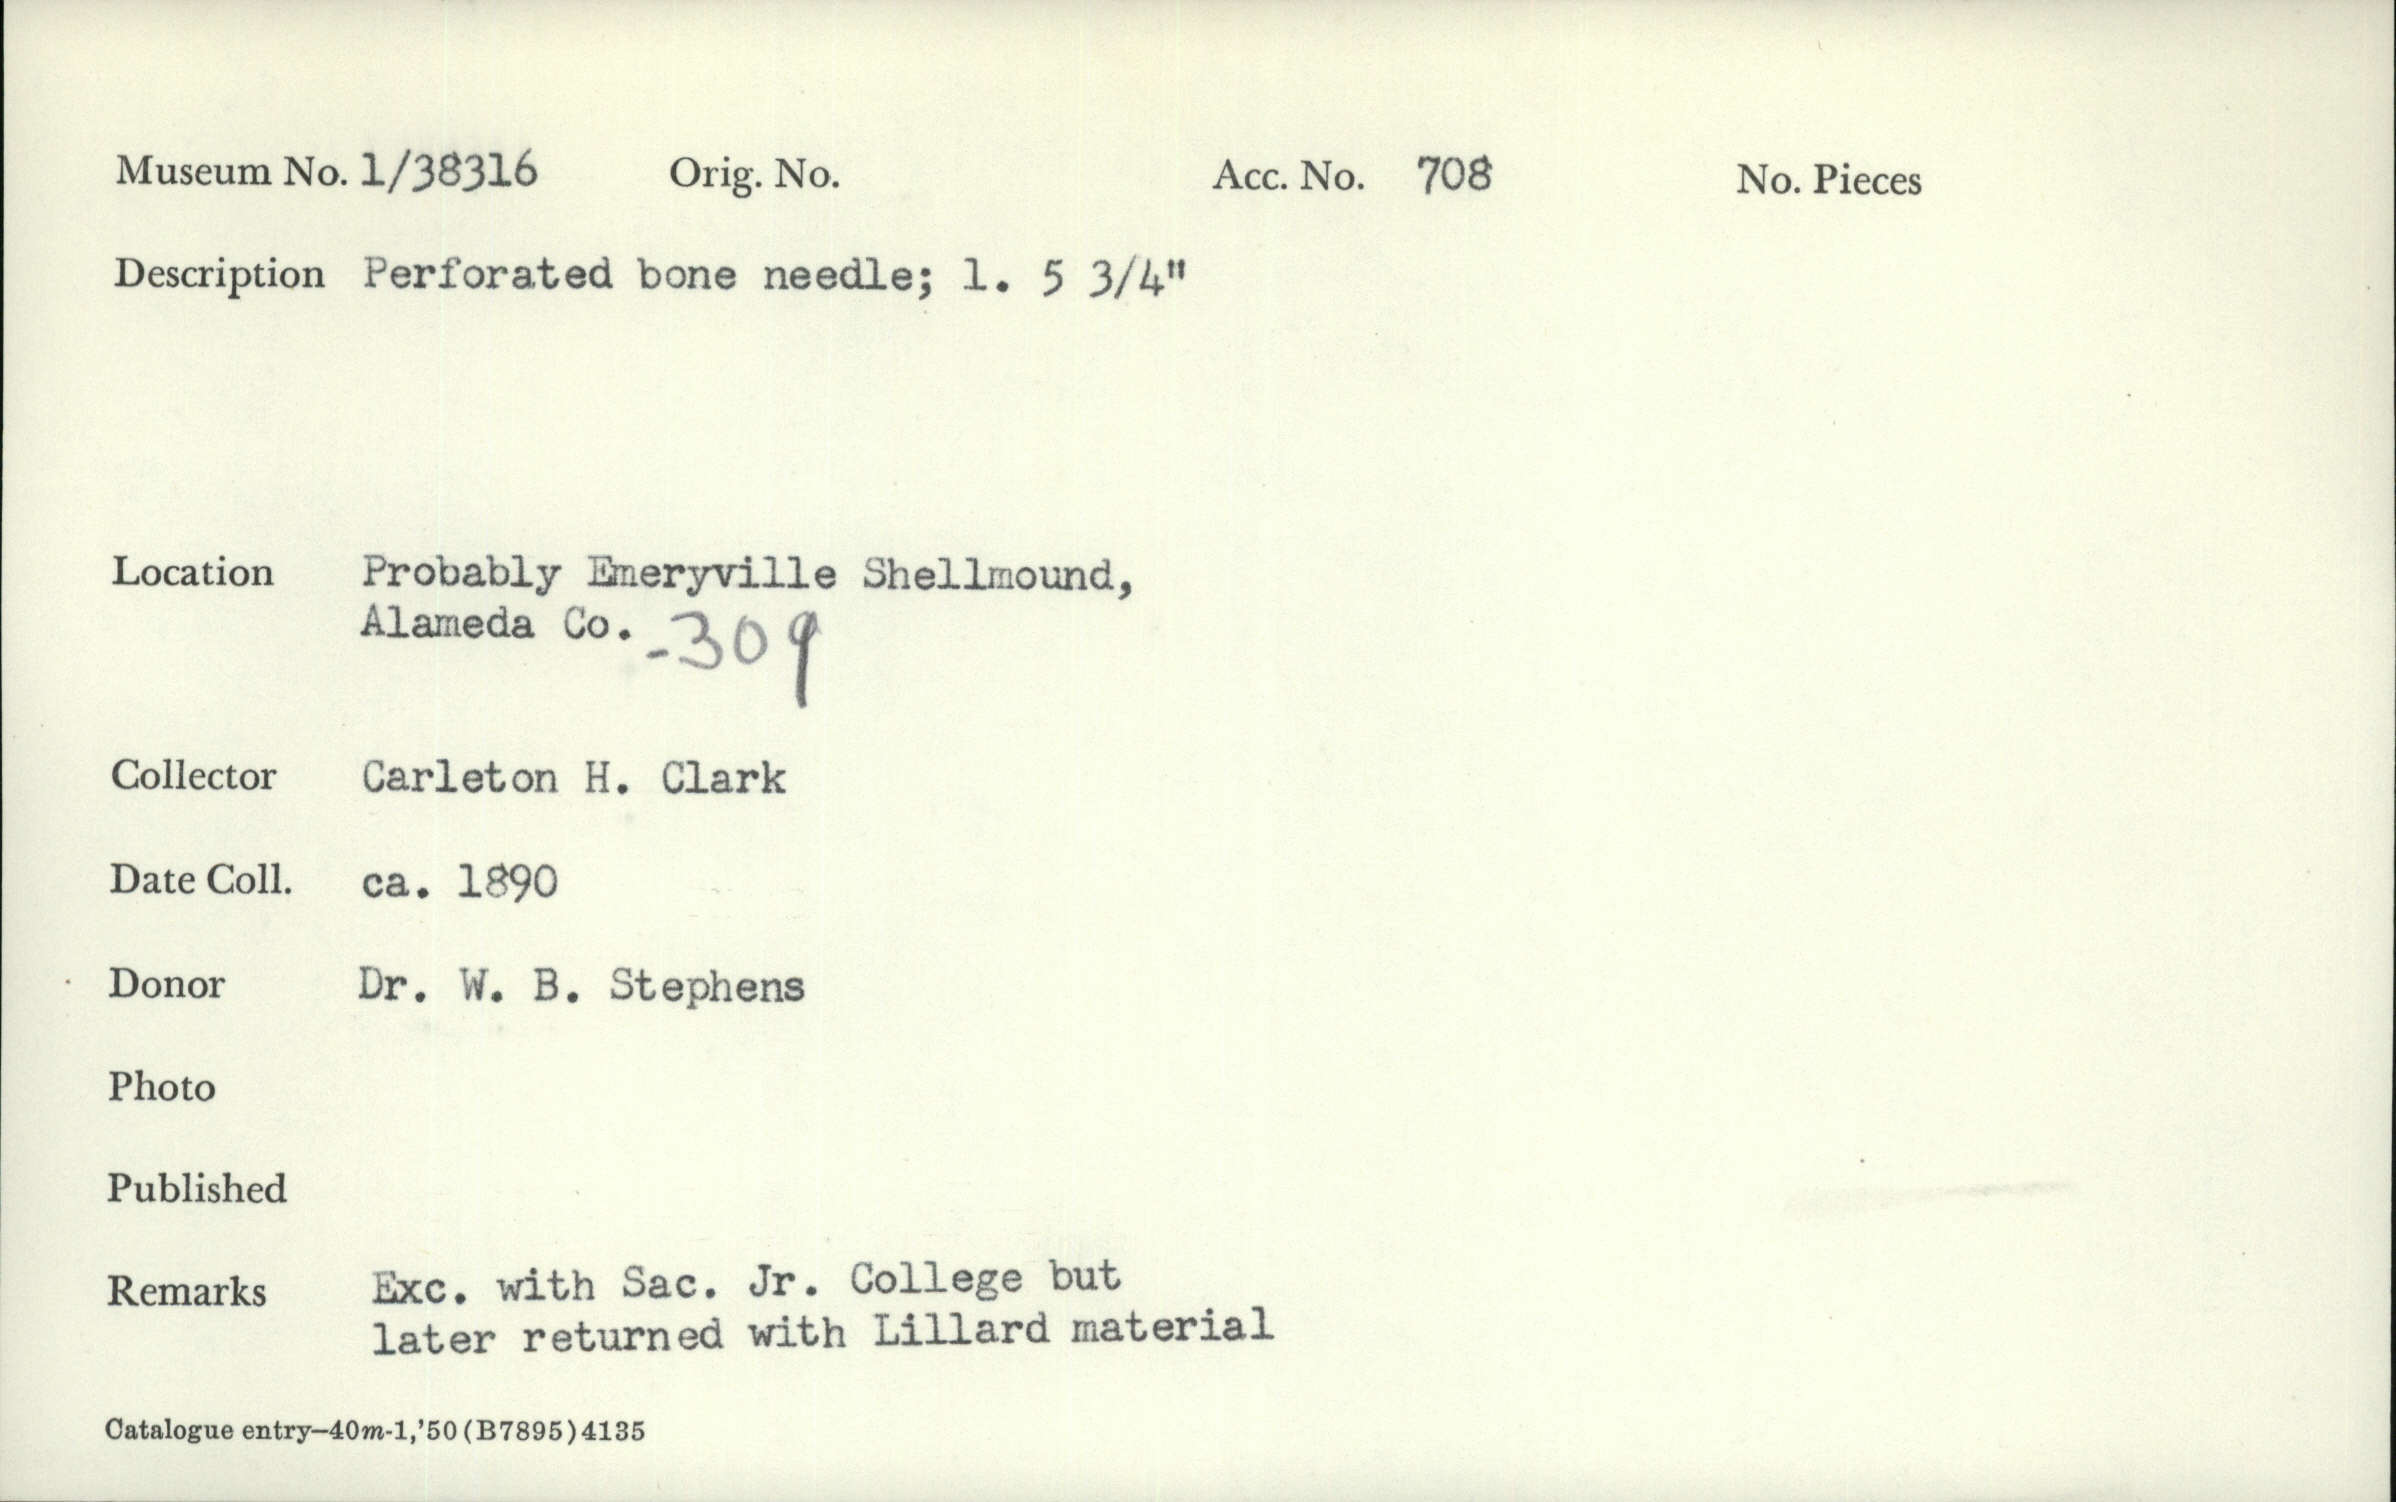 Museum No. 1/38316 Orig. No. Acc. No. 708 No. Pieces
Description Perforated bone needle; l. 5 3/4"
Location Probably Emeryville Shellmound,
Alameda Co. -309
Collector Carleton H. Clark
Date Coll. ca. 1890
Donor Dr. W. B. Stephens
Photo
Published
Remarks Exc. with Sac. Jr. College but
later returned with Lillard material
Catalogue entry—40m-1,'50(B7895)4135